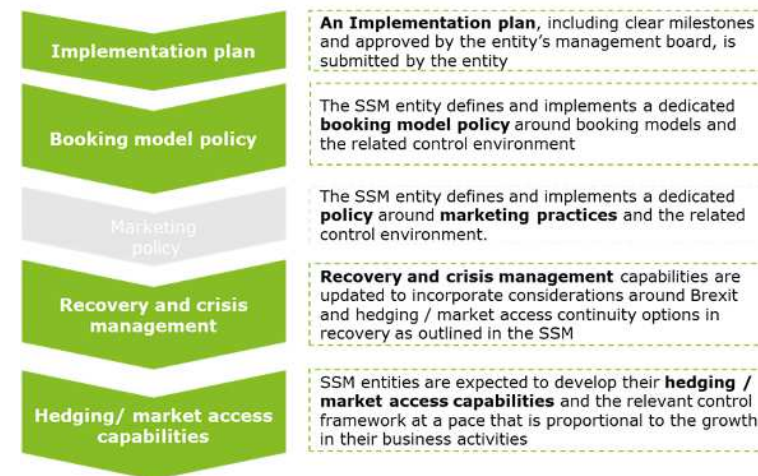 Implementation plan
An Implementation plan, including clear milestones
and approved by the entity's management board, is
submitted by the entity
Booking model policy
The SSM entity defines and implements a dedicated
booking model policy around booking models and
the related control environment
Marketing
policy
The SSM entity defines and implements a dedicated
policy around marketing practices and the related
control environment.
Recovery and crisis
management
Recovery and crisis management capabilities are
updated to incorporate considerations around Brexit
and hedging / market access continuity options in
recovery as outlined in the SSM
Hedging/ market access
capabilities
SSM entities are expected to develop their hedging /
market access capabilities and the relevant control
framework at a pace that is proportional to the growth
in their business activities